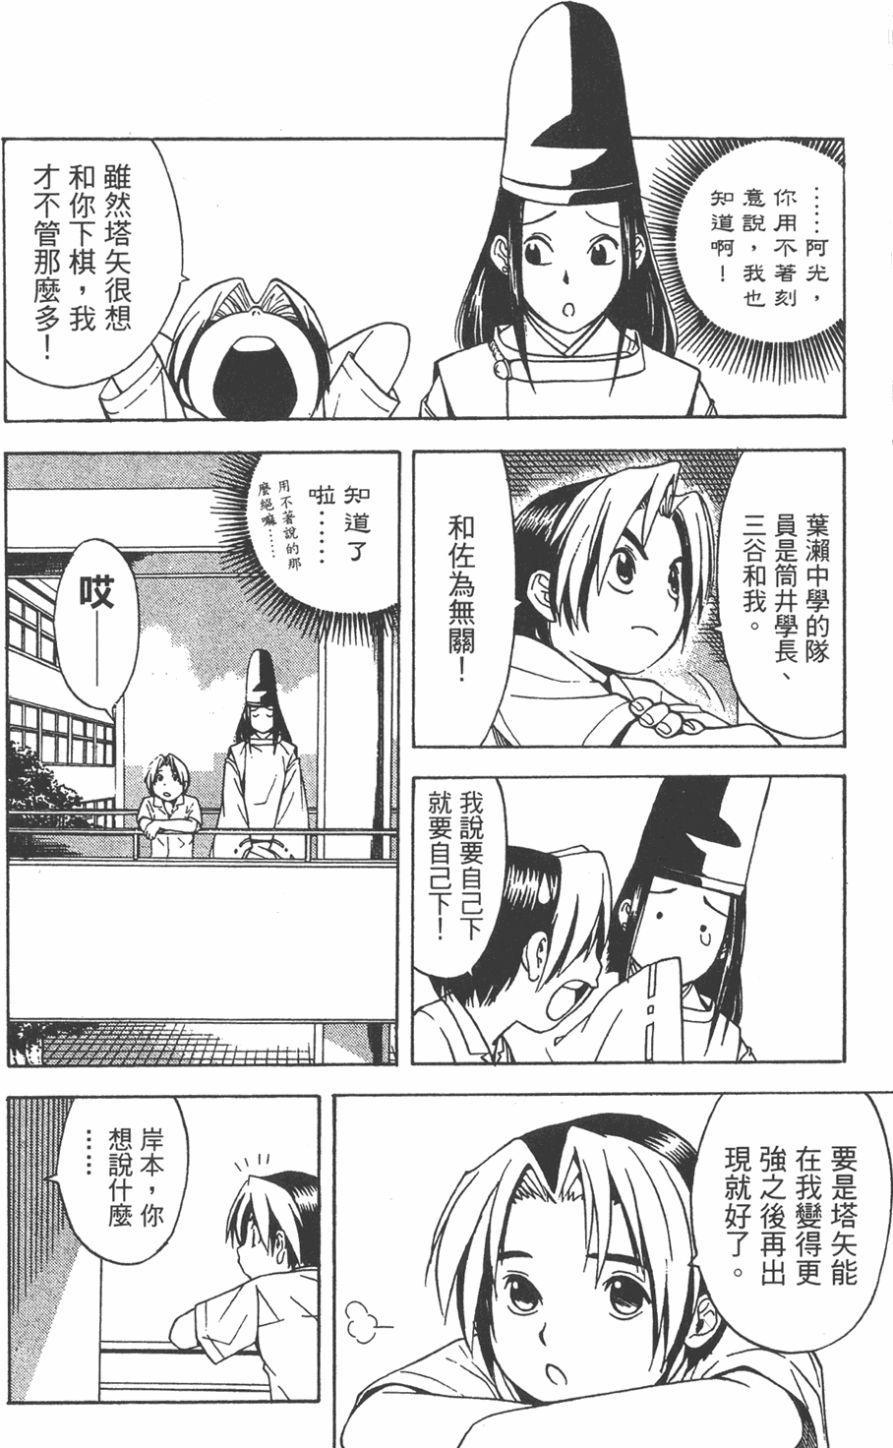 ……阿光，
你用不著刻
意說，我也
知道啊！
雖然塔矢很想
和你下棋，我
才不管那麼多！
葉瀨中學的隊
員是筒井學長、
三谷和我。
和佐為無關！
知道了
啦……
用不著說的那
麼絕嘛……
哎——
我說要自己下
就要自己下！
要是塔矢能
在我變得更
強之後再出
現就好了。
岸本，你
想說什麼
……